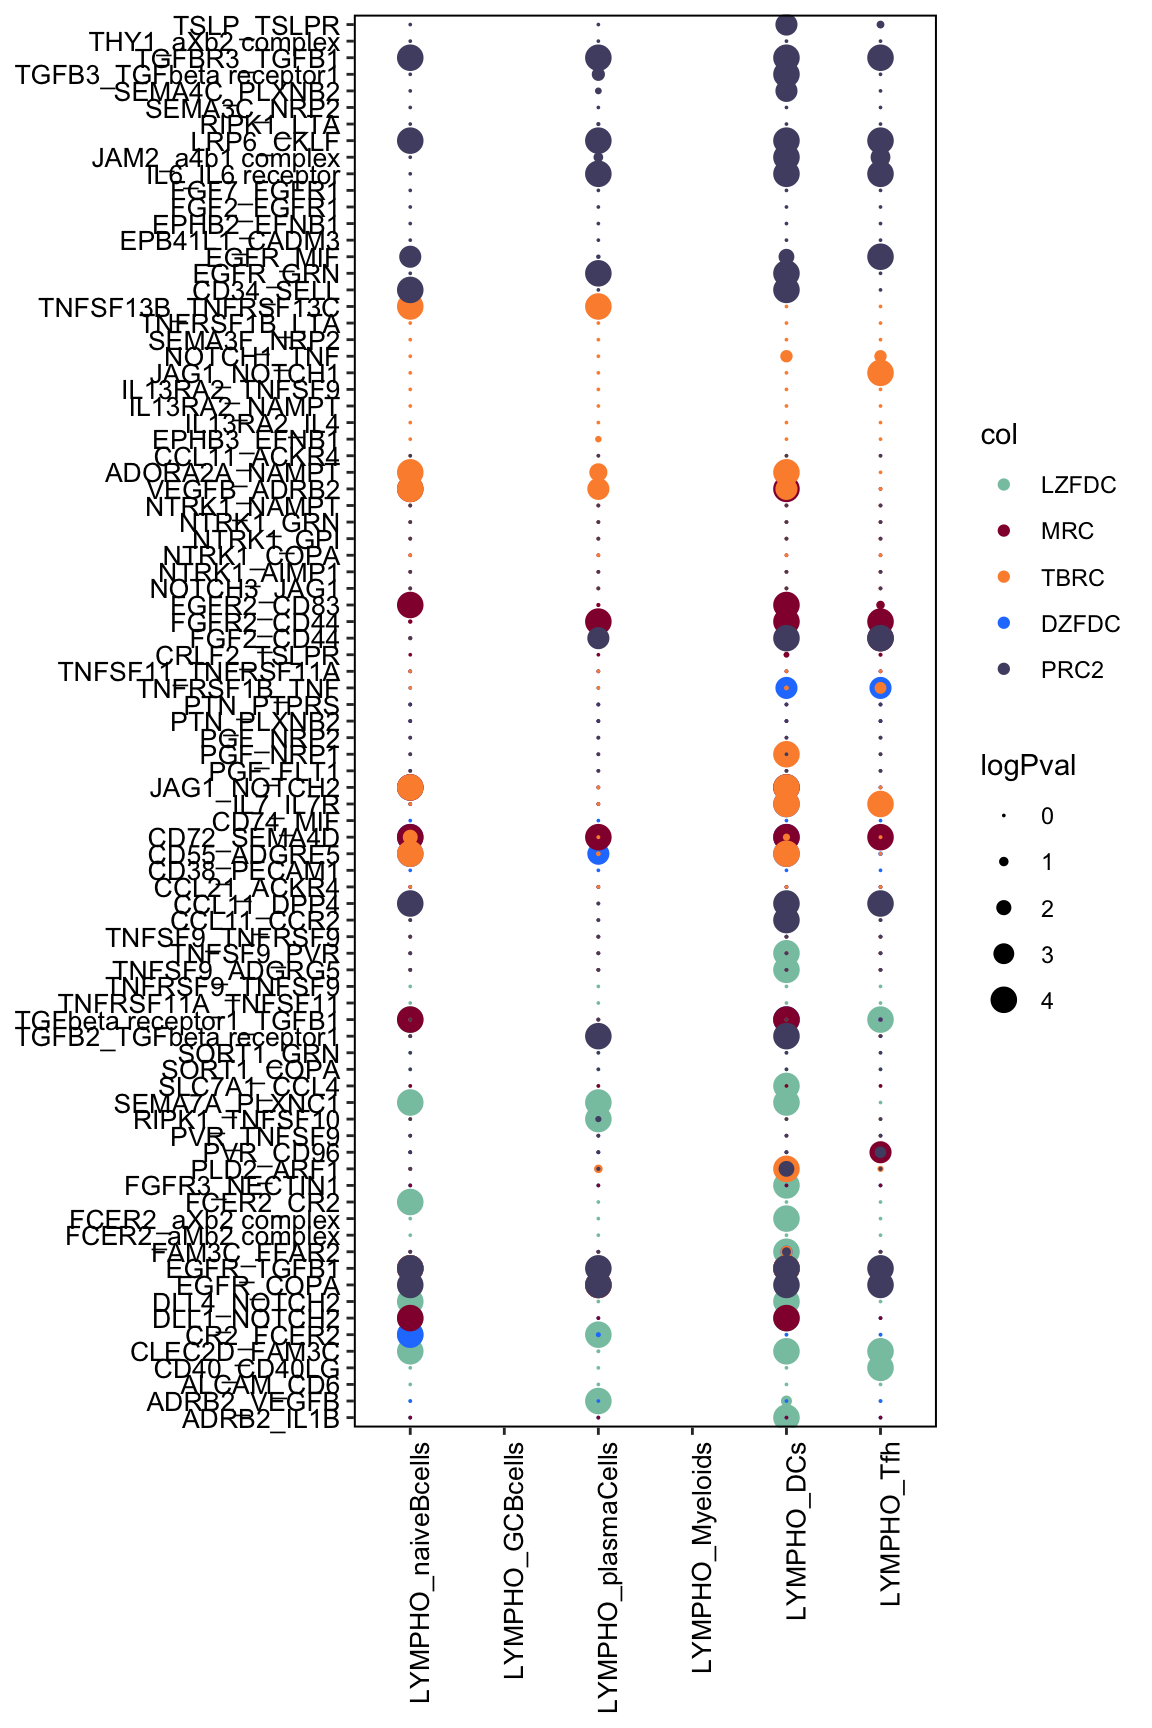 TSLP_TSLPR
THY1_aXb2 complex
TGFBR3_TGFB1
TGFB3_TGFbeta receptor1
SEMA4C_PLXNB2
SEMA3C_NRP2
RIPK1_LTA
LRP6_CKLF
JAM2_a4b1 complex
IL6_IL6 receptor
FGF7_FGFR1
FGF2_FGFR1
EPHB2_EFNB1
EPB41L1_CADM3
EGFR_MIF
EGFR_GRN
CD34_SELL
TNFSF13B_TNFRSF13C
TNFRSF1B_LTA
SEMA3F_NRP2
NOTCH1_TNF
JAG1_NOTCH1
IL13RA2_TNFSF9
IL13RA2_NAMPT
IL13RA2_IL4
EPHB3_EFNB1
CCL11_ACKR4
ADORA2A_NAMPT
VEGFB_ADRB2
NTRK1_NAMPT
NTRK1_GRN
NTRK1_GPI
NTRK1_COPA
NTRK1_AIMP1
NOTCH3_JAG1
FGFR2_CD83
FGFR2_CD44
FGF2_CD44
CRLF2_TSLPR
TNFSF11_TNFRSF11A
TNFRSF1B_TNF
PTN_PTPRS
PTN_PLXNB2
PGF_NRP2
PGF_NRP1
PGF_FLT1
JAG1_NOTCH2
IL7_IL7R
CD74_MIF
CD72_SEMA4D
CD55_ADGRE5
CD38_PECAM1
CCL21_ACKR4
CCL11_DPP4
CCL11_CCR2
TNFSF9_TNFRSF9
TNFSF9_PVR
TNFSF9_ADGRG5
TNFRSF9_TNFSF9
TNFRSF11A_TNFSF11
TGFbeta receptor1_TGFB1
TGFB2_TGFbeta receptor1
SORT1_GRN
SORT1_COPA
SLC7A1_CCL4
SEMA7A_PLXNC1
RIPK1_TNFSF10
PVR_TNFSF9
PVR_CD96
PLD2_ARF1
FGFR3_NECTIN1
FCER2_CR2
FCER2_aXb2 complex
FCER2_aMb2 complex
FAM3C_FFAR2
EGFR_TGFB1
EGFR_COPA
DLL4_NOTCH2
DLL1_NOTCH2
CR2_FCER2
CLEC2D_FAM3C
CD40_CD40LG
ALCAM_CD6
ADRB2_VEGFB
ADRB2_IL1B
LYMPHO_naiveBcells
LYMPHO_GCBcells
LYMPHO_plasmaCells
LYMPHO_Myeloids
LYMPHO_DCs
LYMPHO_Tfh
col
LZFDC
MRC
TBRC
DZFDC
PRC2
logPval
0
1
2
3
4